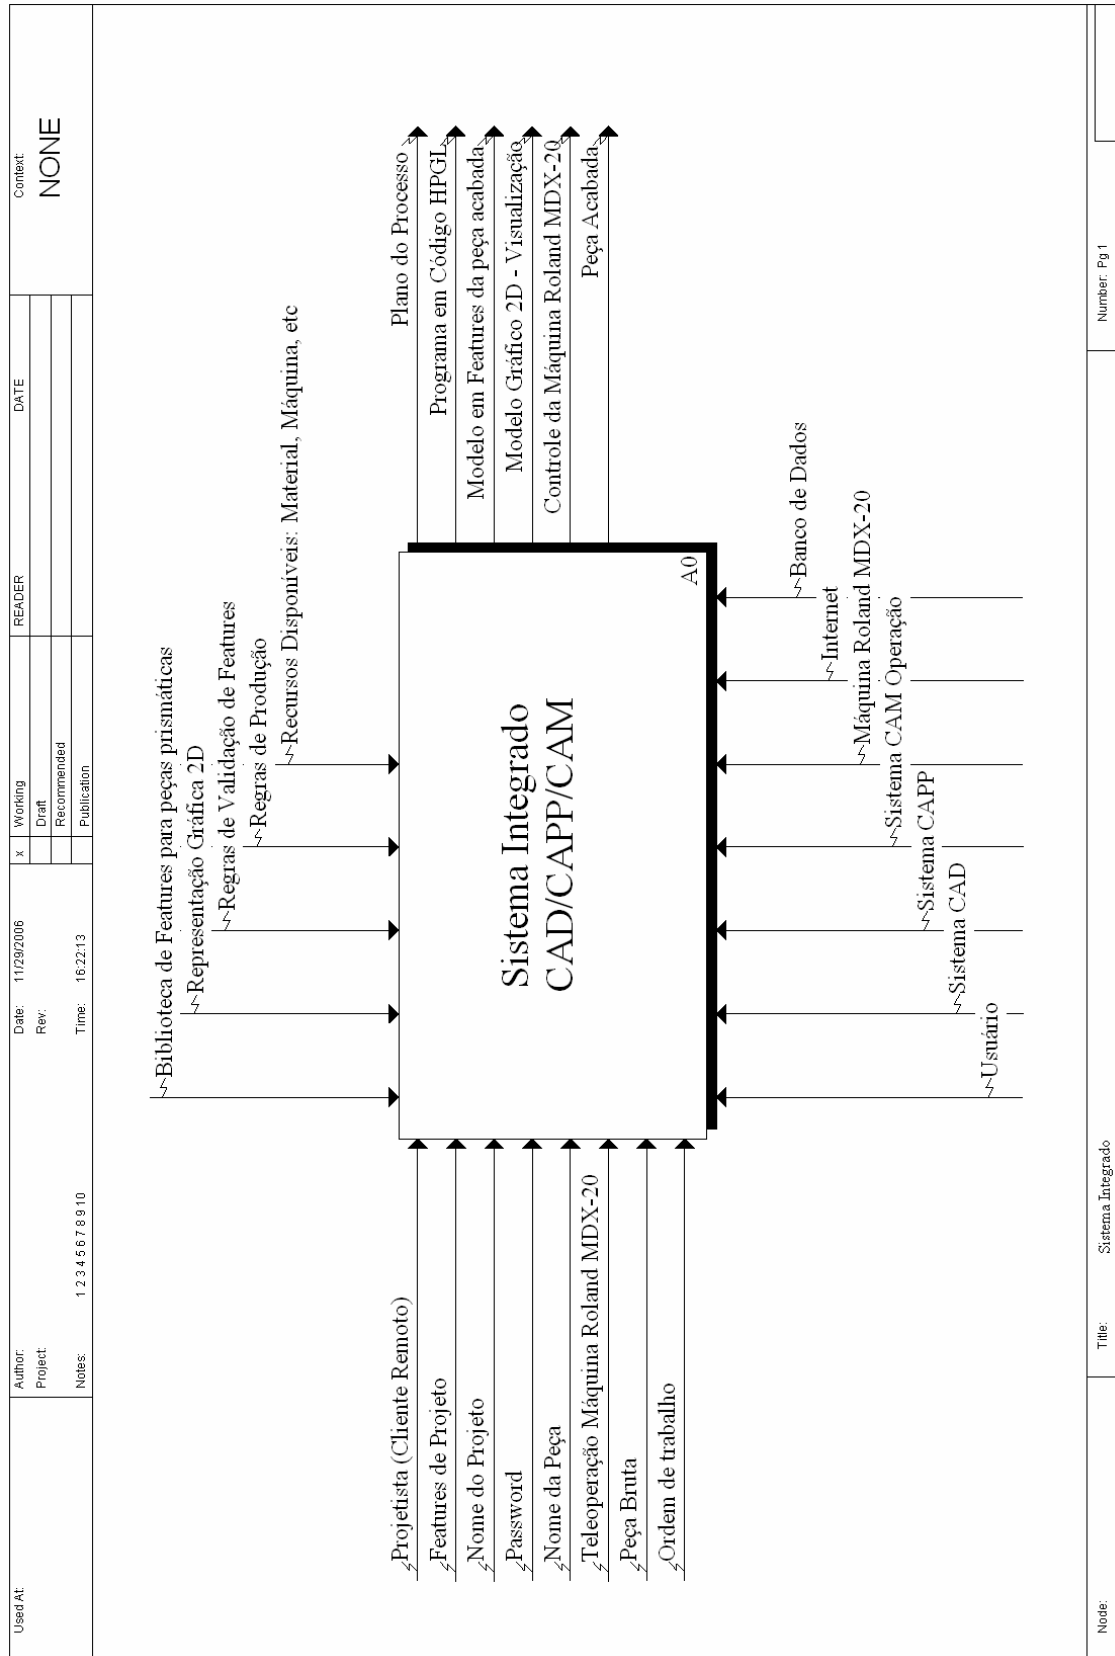 Used At:
Author:
Project:
Notes: 1 2 3 4 5 6 7 8 9 10
Date: 11/29/2006
Rev:
Time: 16:22:13
x
Working
Draft
Recommended
Publication
READER
DATE
Context:
NONE
Biblioteca de Features para peças prismáticas
Representação Gráfica 2D
Regras de Validação de Features
Regras de Produção
Recursos Disponíveis: Material, Máquina, etc
Projetista (Cliente Remoto)
Features de Projeto
Nome do Projeto
Password
Nome da Peça
Teleoperação Máquina Roland MDX-20
Peça Bruta
Ordem de trabalho
Sistema Integrado
CAD/CAPP/CAM
A0
Plano do Processo
Programa em Código HPGL
Modelo em Features da peça acabada
Modelo Gráfico 2D - Visualização
Controle da Máquina Roland MDX-20
Peça Acabada
Banco de Dados
Internet
Máquina Roland MDX-20
Sistema CAM Operação
Sistema CAPP
Sistema CAD
Usuário
Node:
Title: Sistema Integrado
Number: Pg 1